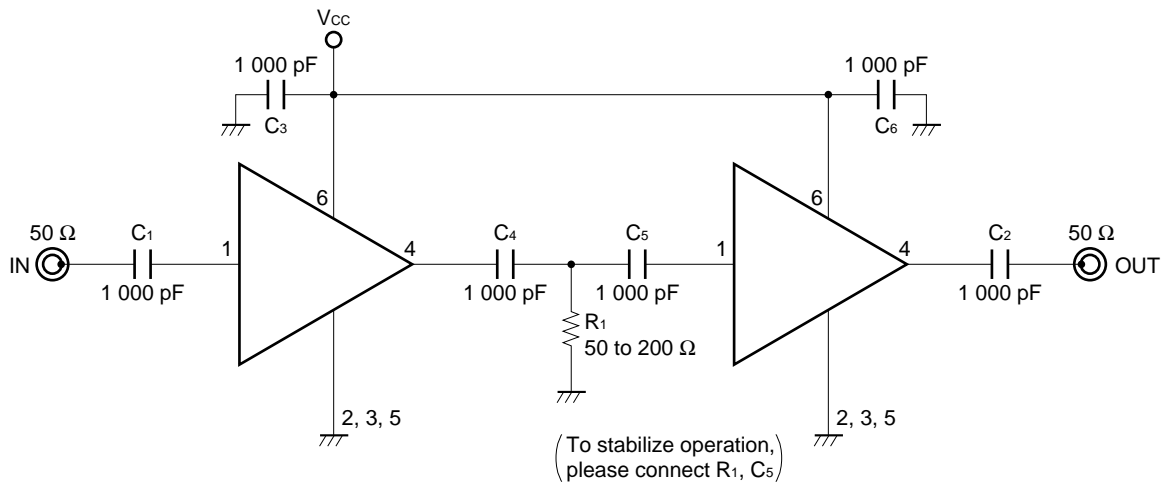 VCC
1 000 pF
1 000 pF
C3
C6
6
6
50 Ω
C1
1
4
C4
C5
1
4
C2
50 Ω
IN
OUT
1 000 pF
1 000 pF
1 000 pF
1 000 pF
R1
50 to 200 Ω
2, 3, 5
2, 3, 5
(To stabilize operation,
please connect R1, C5)